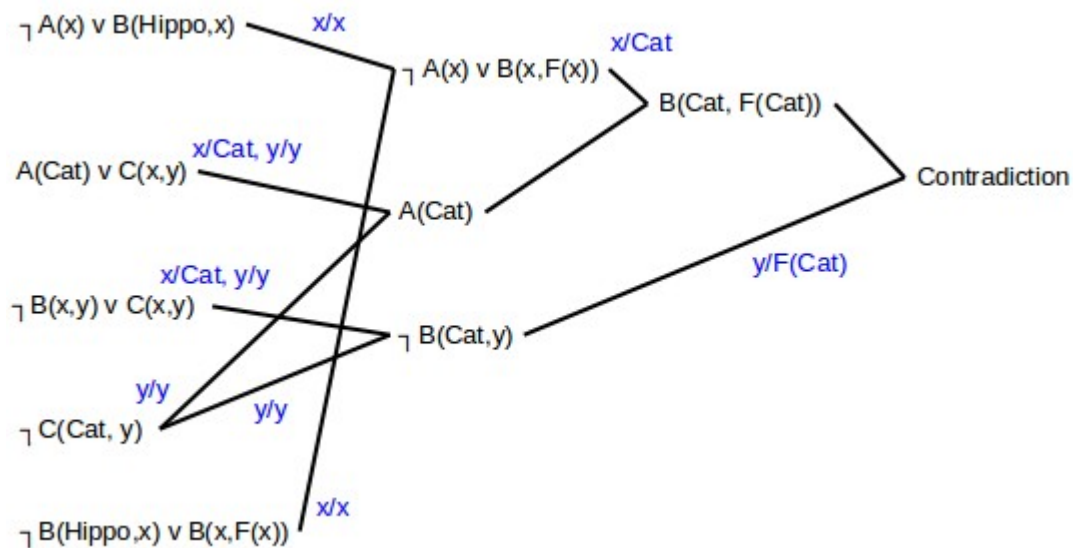 ┐A(x) v B(Hippo,x)
x/x
┐A(x) v B(x,F(x))
x/Cat
B(Cat, F(Cat))
A(Cat) v C(x,y)
x/Cat, y/y
Contradiction
A(Cat)
┐B(x,y) v C(x,y)
x/Cat, y/y
y/F(Cat)
┐B(Cat,y)
┐C(Cat, y)
y/y
y/y
┐B(Hippo,x) v B(x,F(x))
x/x